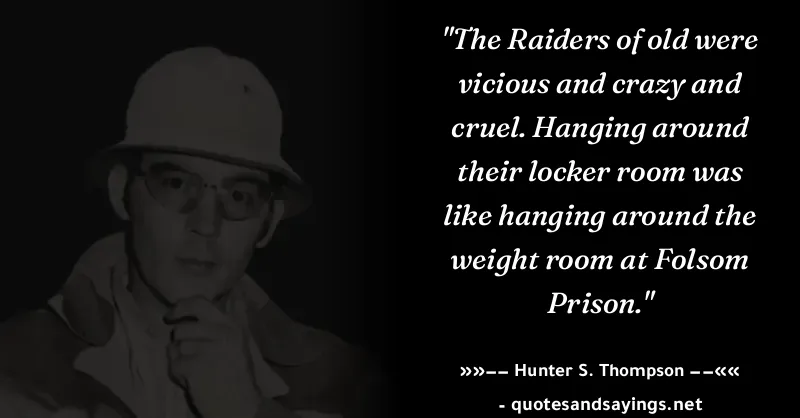 "The Raiders of old were
vicious and crazy and
cruel. Hanging around
their locker room was
like hanging around the
weight room at Folsom
Prison."
»»–– Hunter S. Thompson ––««
- quotesandsayings.net